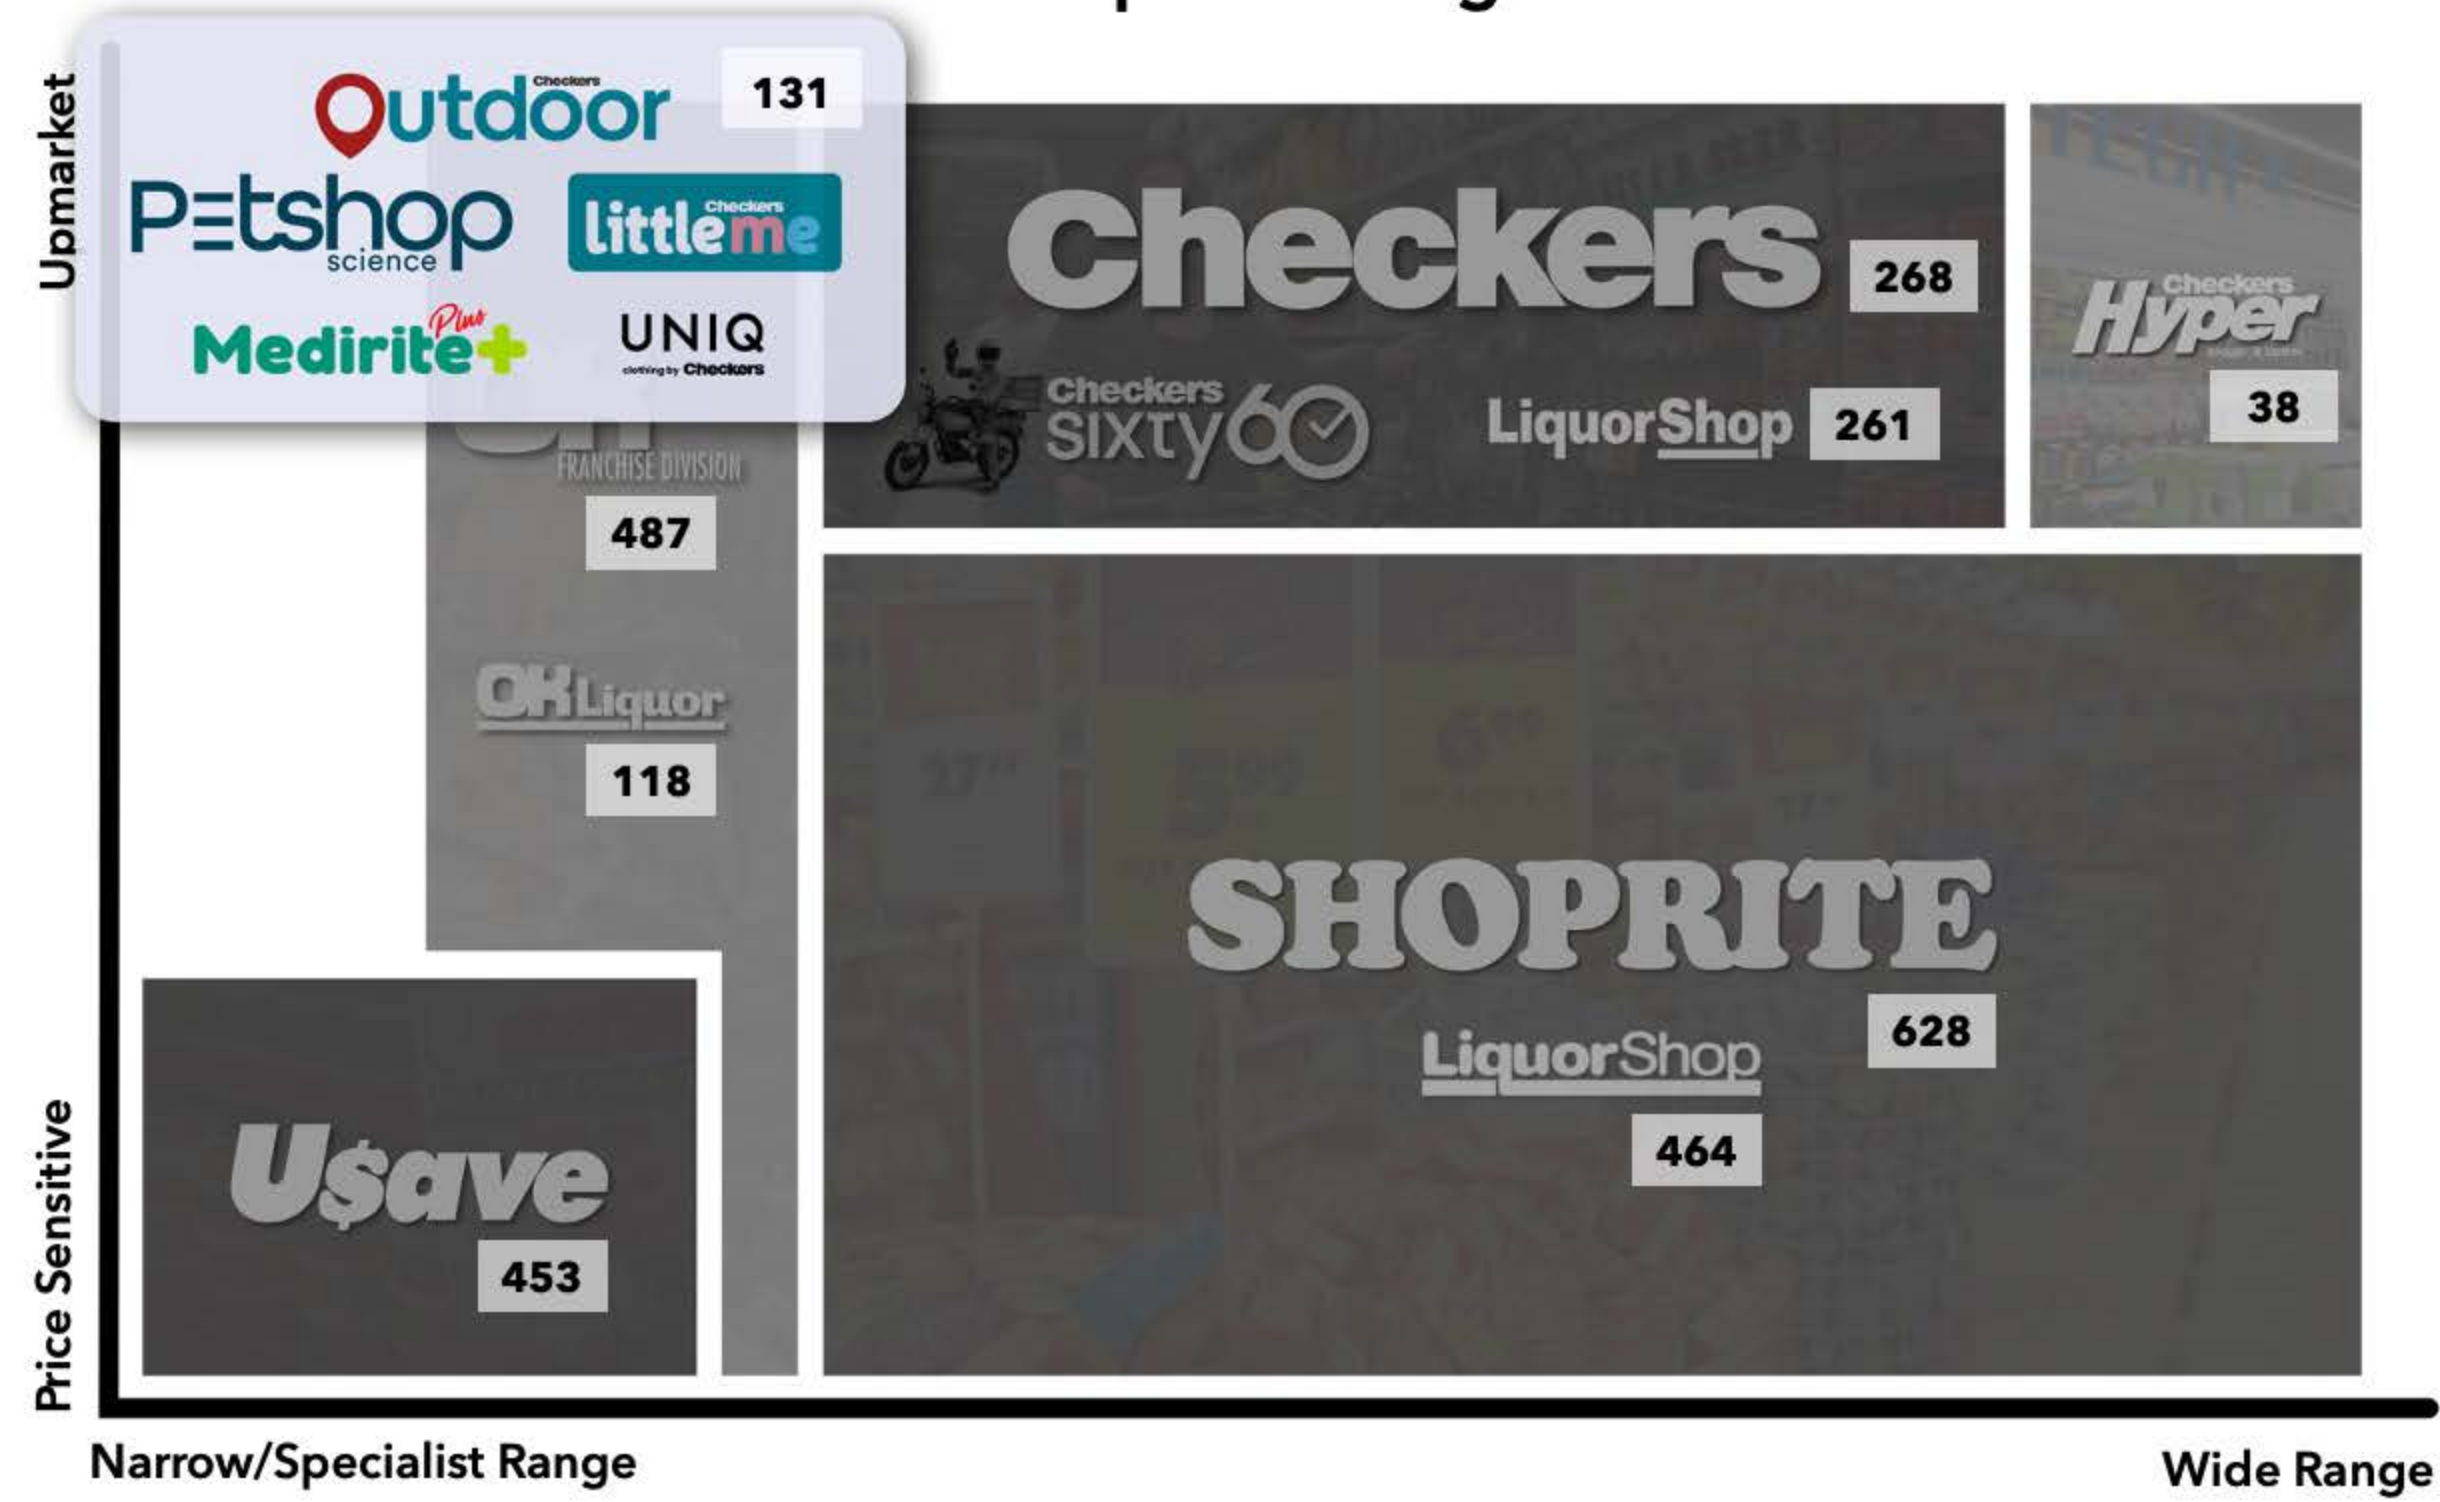 Upmarket
Checkers
Outdoor
131
Petshop
science
Checkers
littleme
Medirite
Plus
UNIQ
clothing by Checkers
FRANCHISE DIVISION
487
OK Liquor
118
Checkers
268
Checkers
SIXTY60
LiquorShop
261
Checkers
Hyper
38
SHOPRITE
628
LiquorShop
464
U$ave
453
Price Sensitive
Narrow/Specialist Range
Wide Range